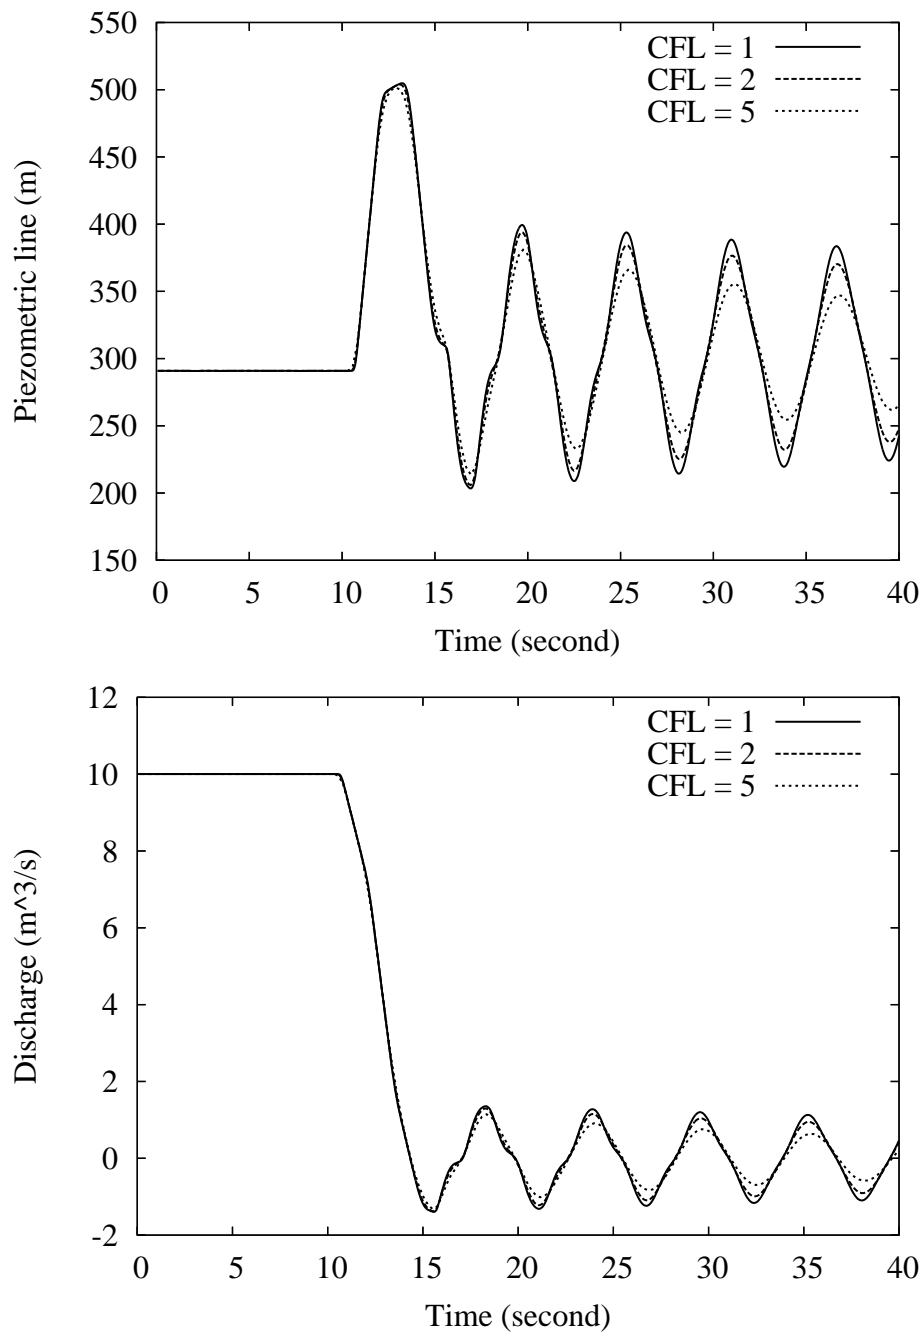 550
500
450
400
350
300
250
200
150
Piezometric line (m)
CFL = 1
CFL = 2
CFL = 5
0 5 10 15 20 25 30 35 40
Time (second)
12
10
8
6
4
2
0
-2
Discharge (m^3/s)
CFL = 1
CFL = 2
CFL = 5
0 5 10 15 20 25 30 35 40
Time (second)